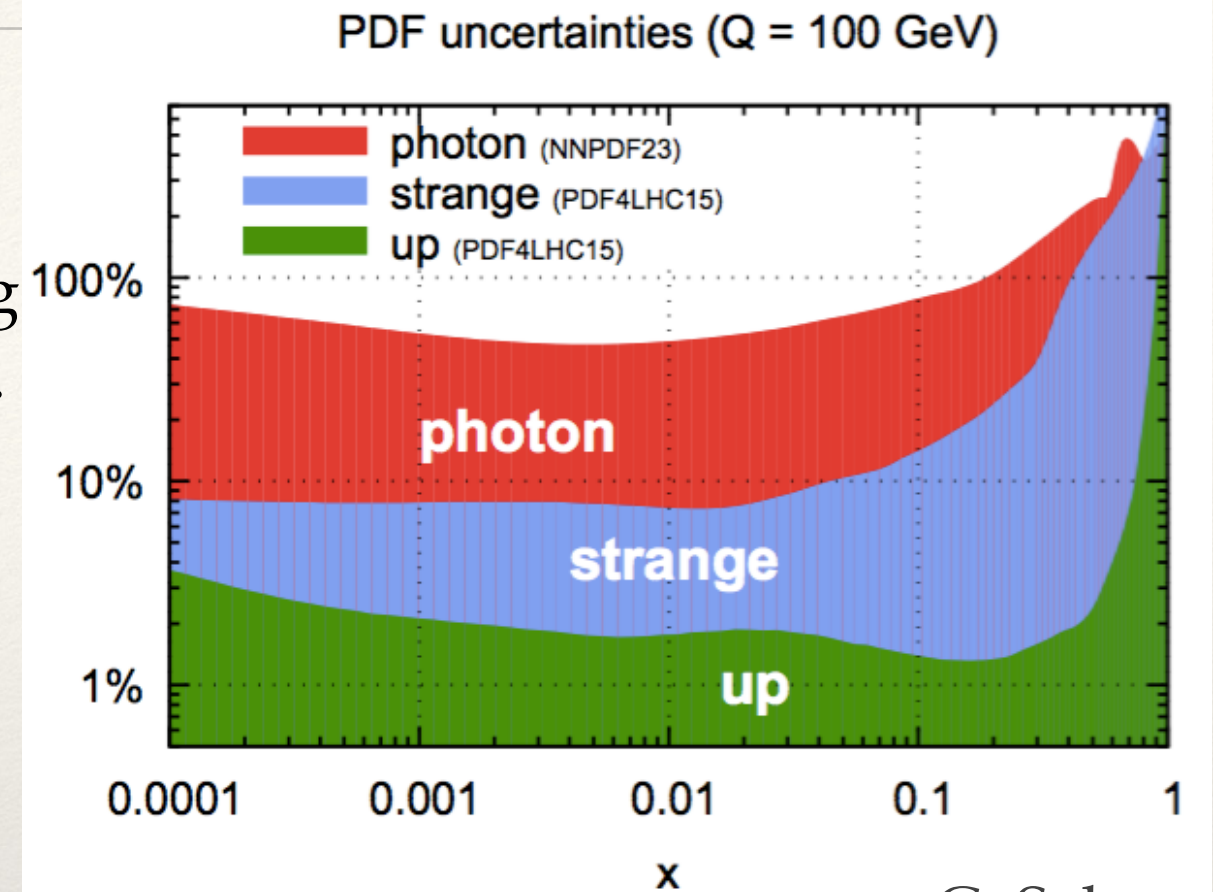 PDF uncertainties (Q = 100 GeV)
photon (NNPDF23)
strange (PDF4LHC15)
up (PDF4LHC15)
g
100%
10%
1%
photon
strange
up
0.0001 0.001 0.01 0.1 1
x